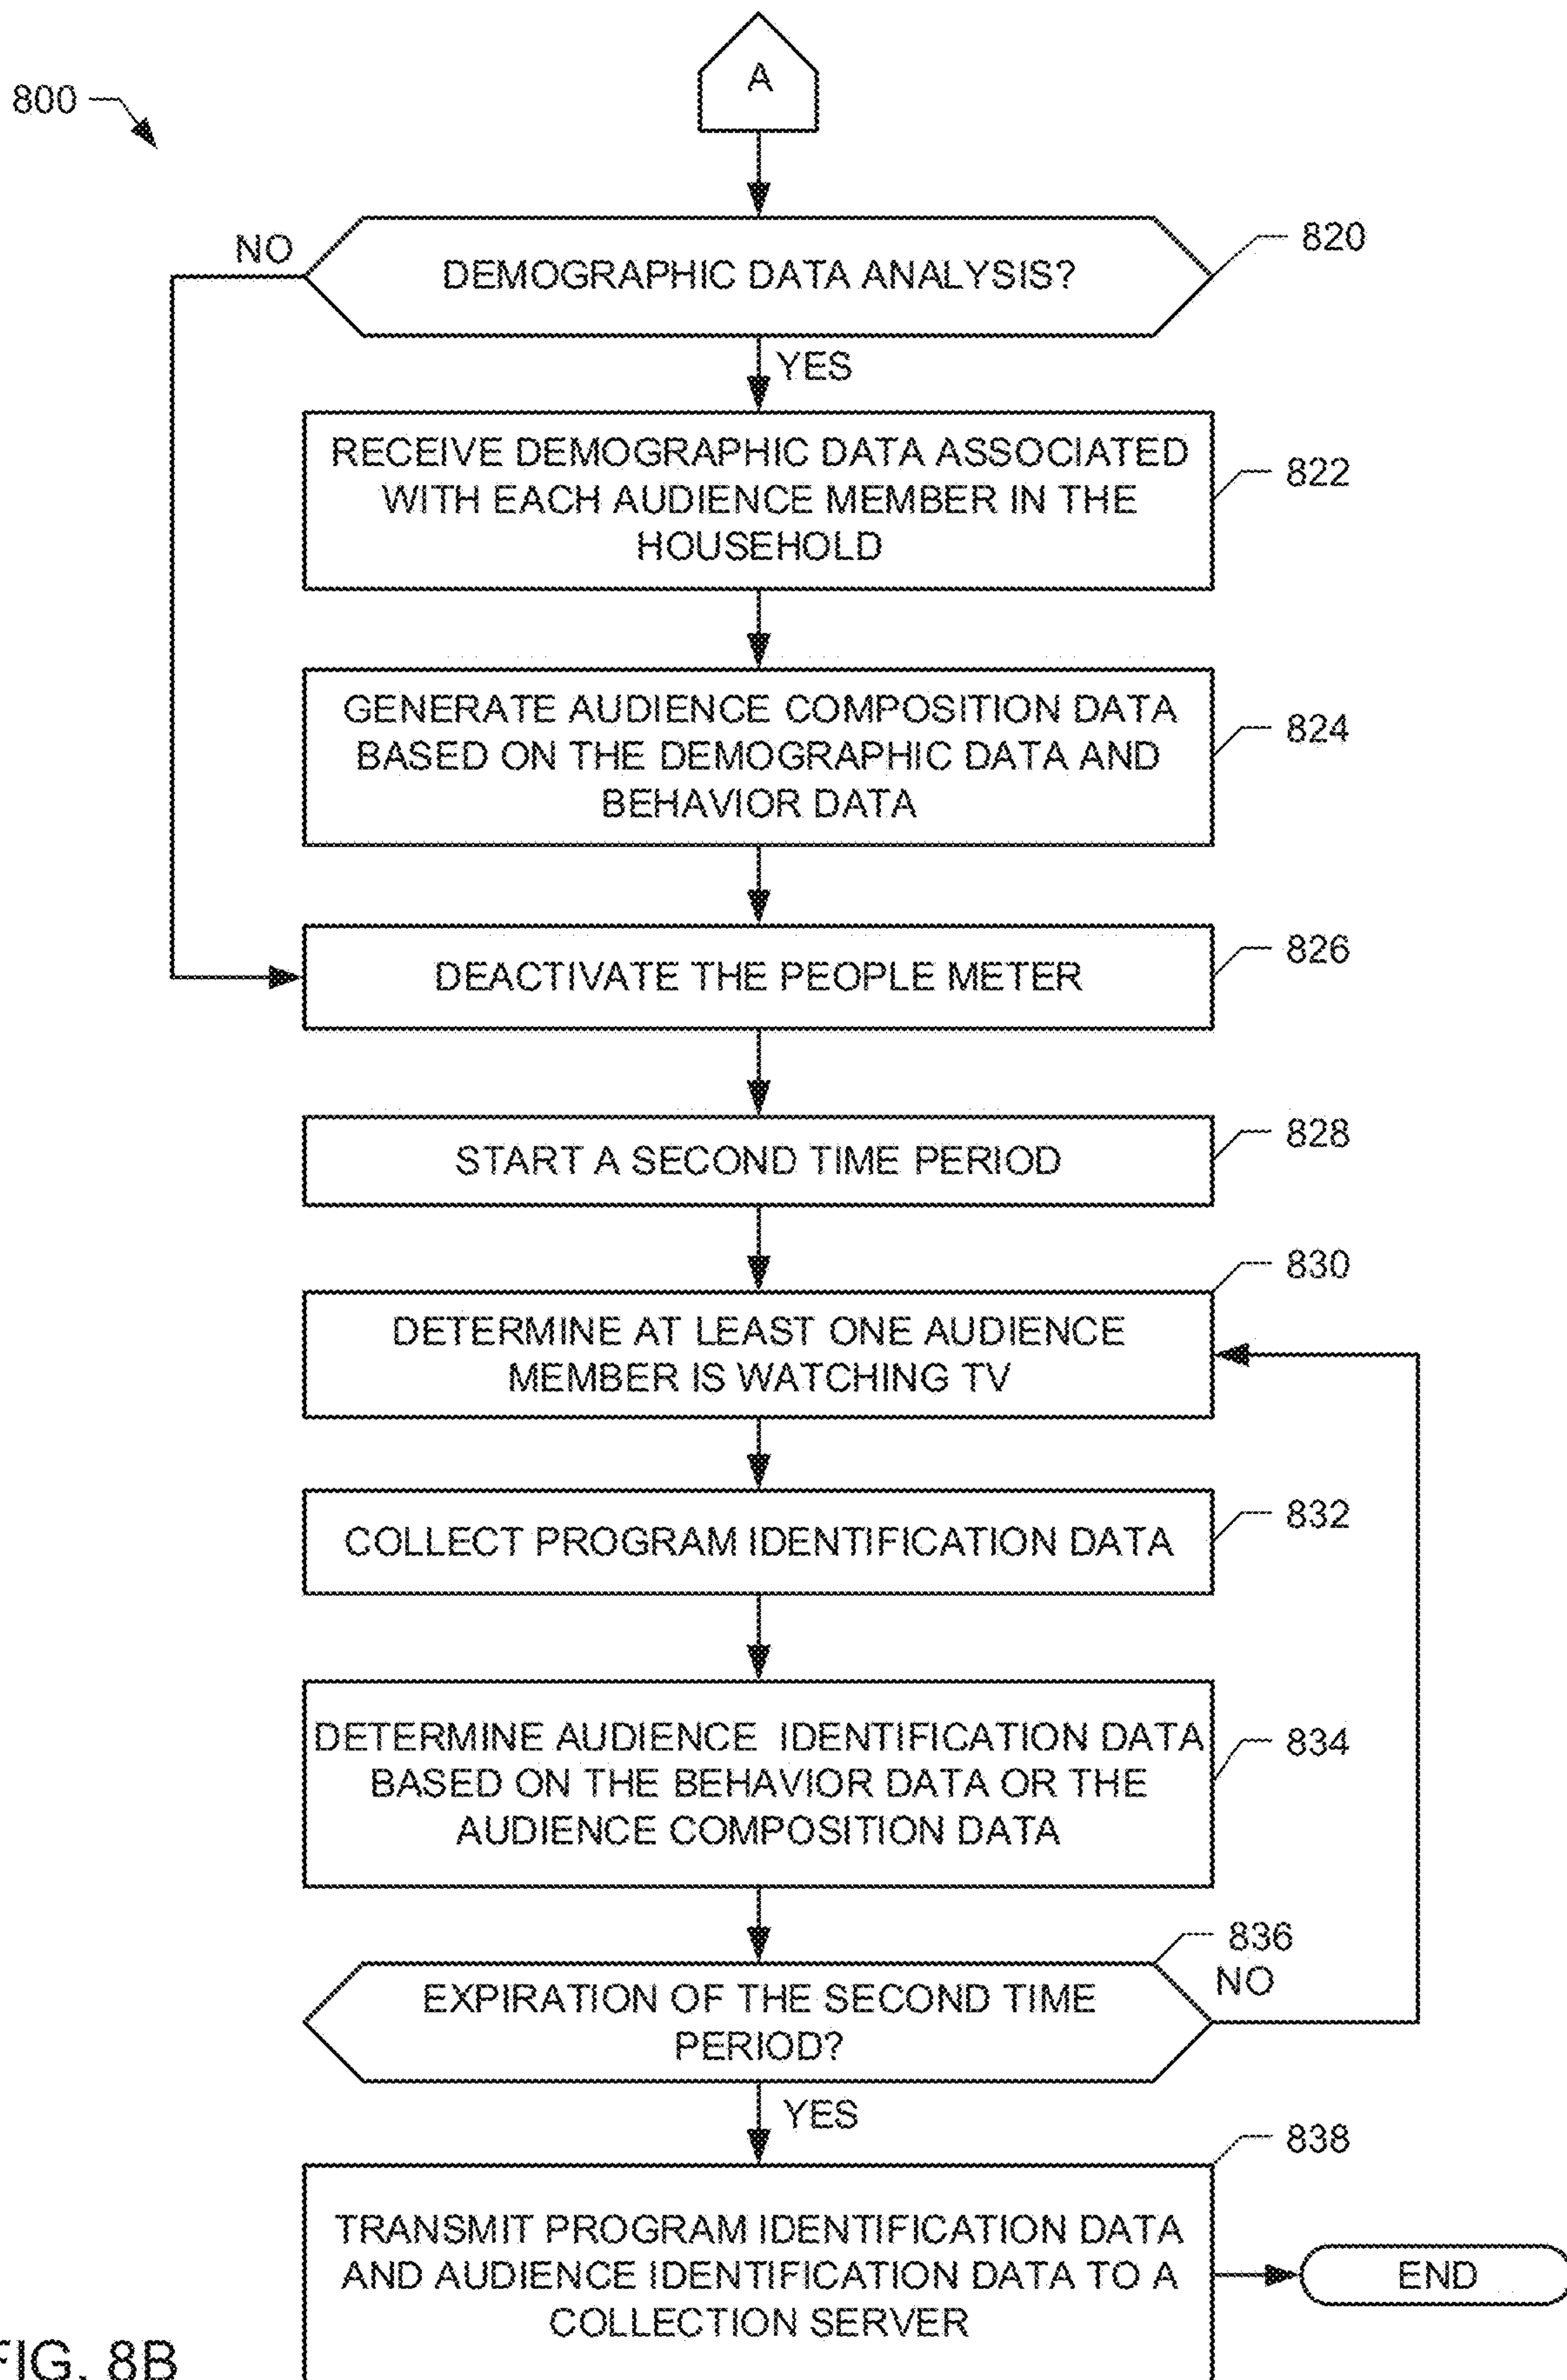 A
800
DEMOGRAPHIC DATA ANALYSIS?
820
NO
YES
RECEIVE DEMOGRAPHIC DATA ASSOCIATED
WITH EACH AUDIENCE MEMBER IN THE
HOUSEHOLD
822
GENERATE AUDIENCE COMPOSITION DATA
BASED ON THE DEMOGRAPHIC DATA AND
BEHAVIOR DATA
824
DEACTIVATE THE PEOPLE METER
826
START A SECOND TIME PERIOD
828
DETERMINE AT LEAST ONE AUDIENCE
MEMBER IS WATCHING TV
830
COLLECT PROGRAM IDENTIFICATION DATA
832
DETERMINE AUDIENCE IDENTIFICATION DATA
BASED ON THE BEHAVIOR DATA OR THE
AUDIENCE COMPOSITION DATA
834
EXPIRATION OF THE SECOND TIME
PERIOD?
836
NO
YES
TRANSMIT PROGRAM IDENTIFICATION DATA
AND AUDIENCE IDENTIFICATION DATA TO A
COLLECTION SERVER
838
END
FIG. 8B